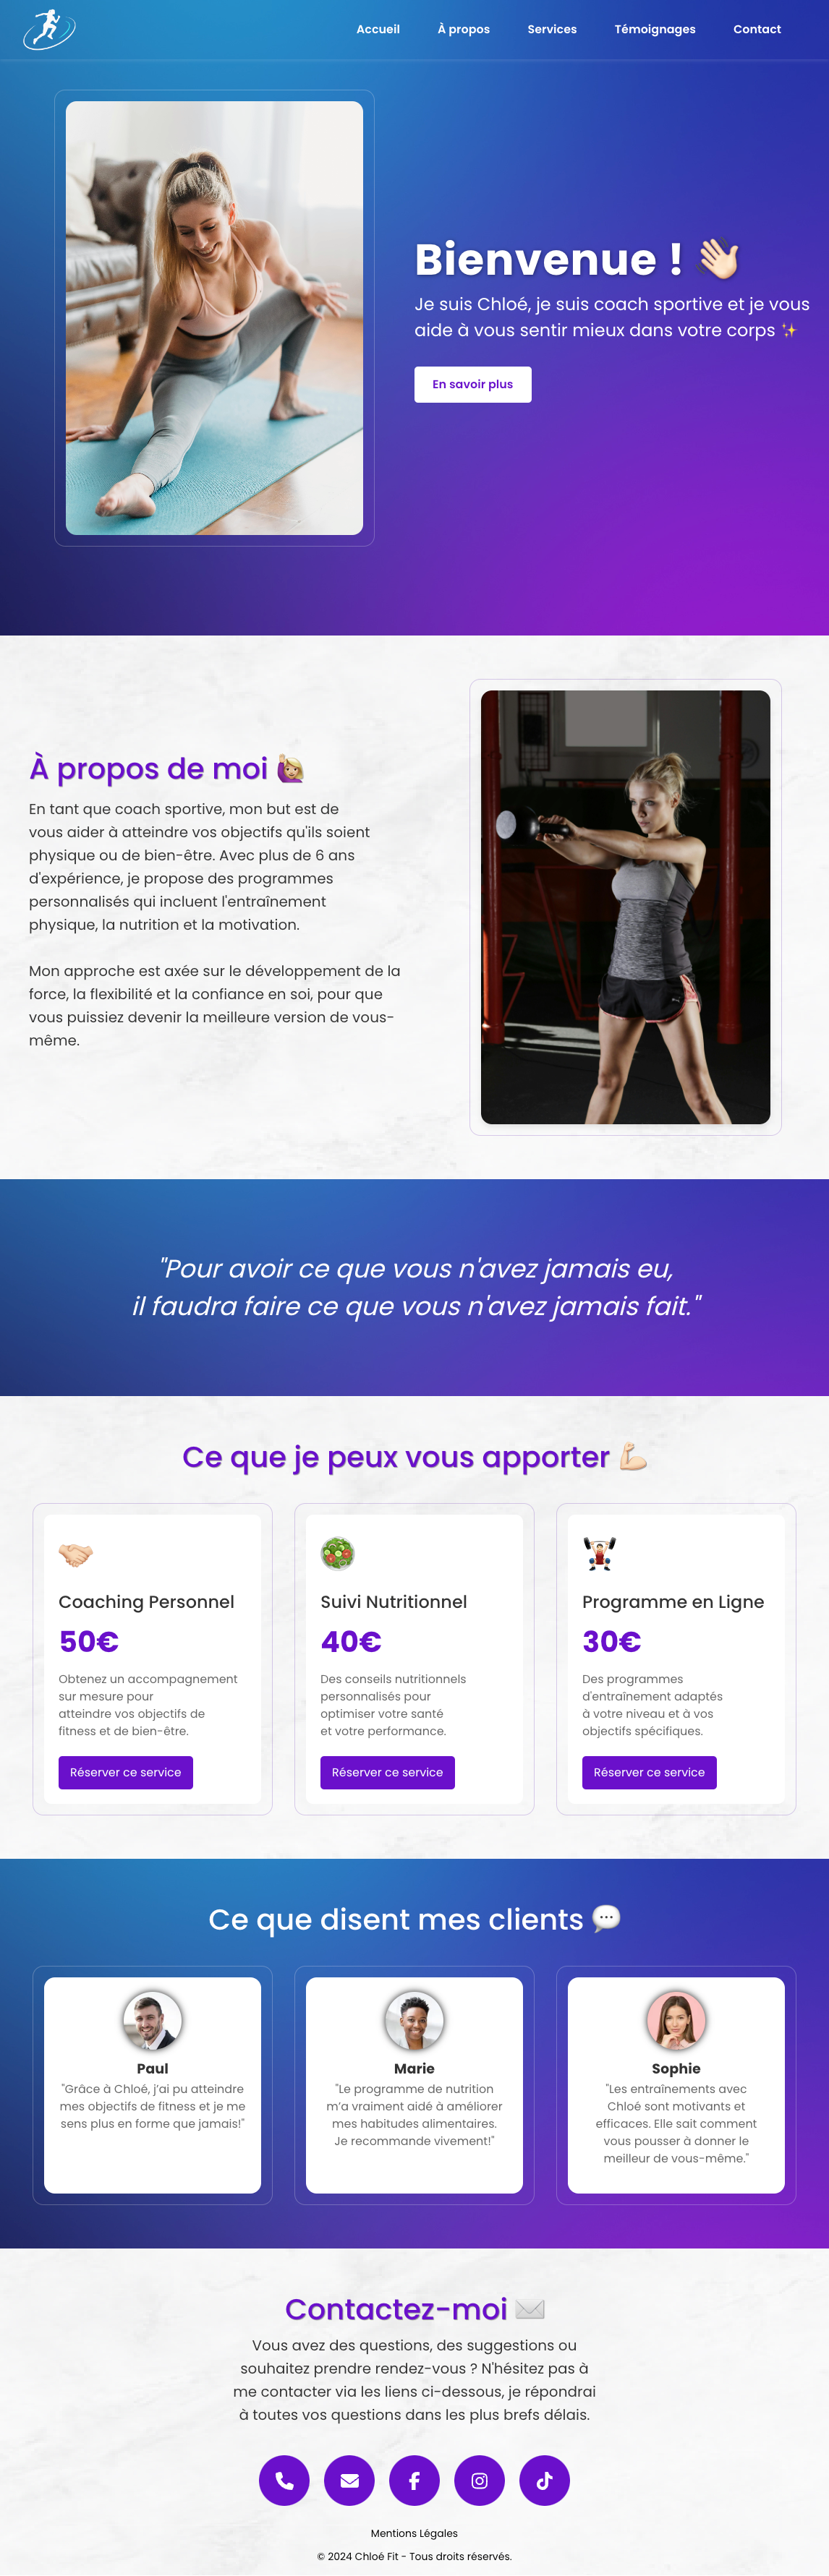 Accueil À propos Services Témoignages Contact
Bienvenue ! 👋🏻
Je suis Chloé, je suis coach sportive et je vous
aide à vous sentir mieux dans votre corps ✨
En savoir plus
À propos de moi 🙋🏼‍♀️
En tant que coach sportive, mon but est de
vous aider à atteindre vos objectifs qu'ils soient
physique ou de bien-être. Avec plus de 6 ans
d'expérience, je propose des programmes
personnalisés qui incluent l'entraînement
physique, la nutrition et la motivation.
Mon approche est axée sur le développement de la
force, la flexibilité et la confiance en soi, pour que
vous puissiez devenir la meilleure version de vous-
même.
"Pour avoir ce que vous n'avez jamais eu,
il faudra faire ce que vous n'avez jamais fait."
Ce que je peux vous apporter 💪🏻
Coaching Personnel
50€
Obtenez un accompagnement
sur mesure pour
atteindre vos objectifs de
fitness et de bien-être.
Réserver ce service
Suivi Nutritionnel
40€
Des conseils nutritionnels
personnalisés pour
optimiser votre santé
et votre performance.
Réserver ce service
Programme en Ligne
30€
Des programmes
d'entraînement adaptés
à votre niveau et à vos
objectifs spécifiques.
Réserver ce service
Ce que disent mes clients 💬
Paul
"Grâce à Chloé, j'ai pu atteindre
mes objectifs de fitness et je me
sens plus en forme que jamais!"
Marie
"Le programme de nutrition
m'a vraiment aidé à améliorer
mes habitudes alimentaires.
Je recommande vivement!"
Sophie
"Les entraînements avec
Chloé sont motivants et
efficaces. Elle sait comment
vous pousser à donner le
meilleur de vous-même."
Contactez-moi ✉️
Vous avez des questions, des suggestions ou
souhaitez prendre rendez-vous ? N'hésitez pas à
me contacter via les liens ci-dessous, je répondrai
à toutes vos questions dans les plus brefs délais.
Mentions Légales
© 2024 Chloé Fit - Tous droits réservés.